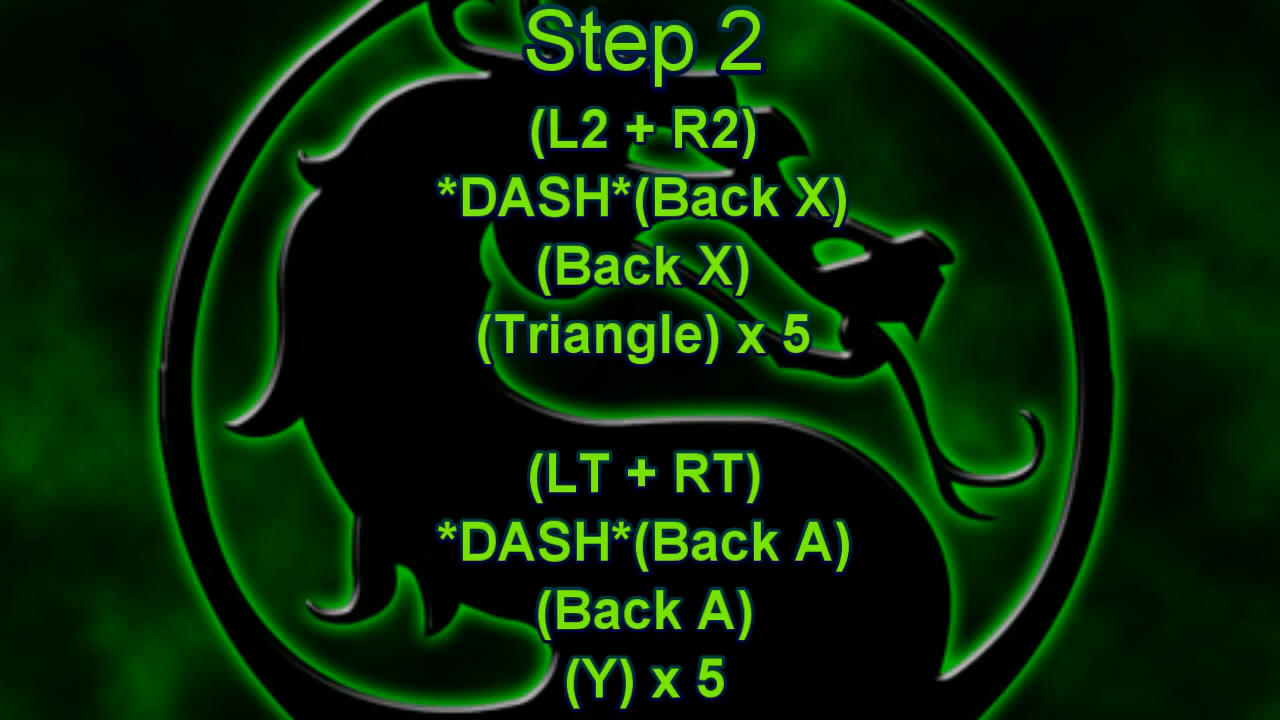 Step 2
(L2 + R2)
*DASH*(Back X)
(Back X)
(Triangle) x 5
(LT + RT)
*DASH*(Back A)
(Back A)
(Y) x 5